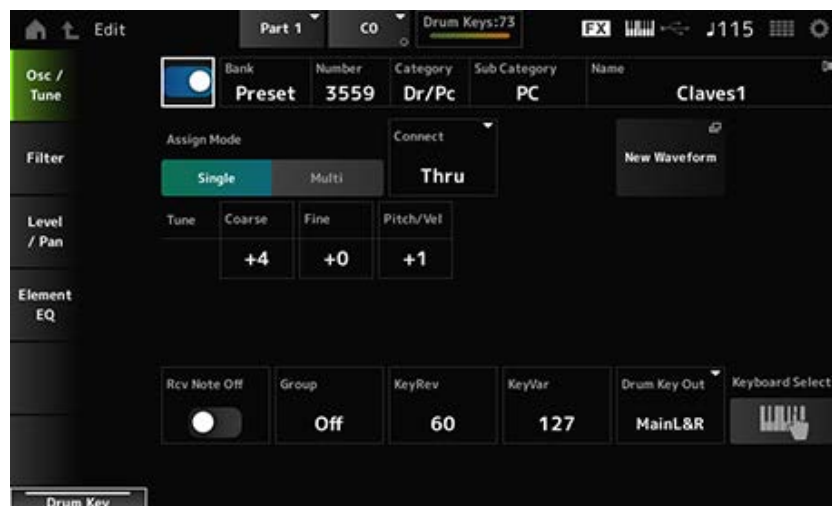 Edit
Part 1
C0
Drum Keys:73
FX
♩115
Osc /
Tune
Bank
Number
Category
Sub Category
Name
Preset
3559
Dr/Pc
PC
Claves1
Filter
Assign Mode
Connect
New Waveform
Single
Multi
Thru
Level
/ Pan
Tune
Coarse
Fine
Pitch/Vel
+4
+0
+1
Element
EQ
Rcv Note Off
Group
KeyRev
KeyVar
Drum Key Out
Keyboard Select
Off
60
127
MainL&R
Drum Key